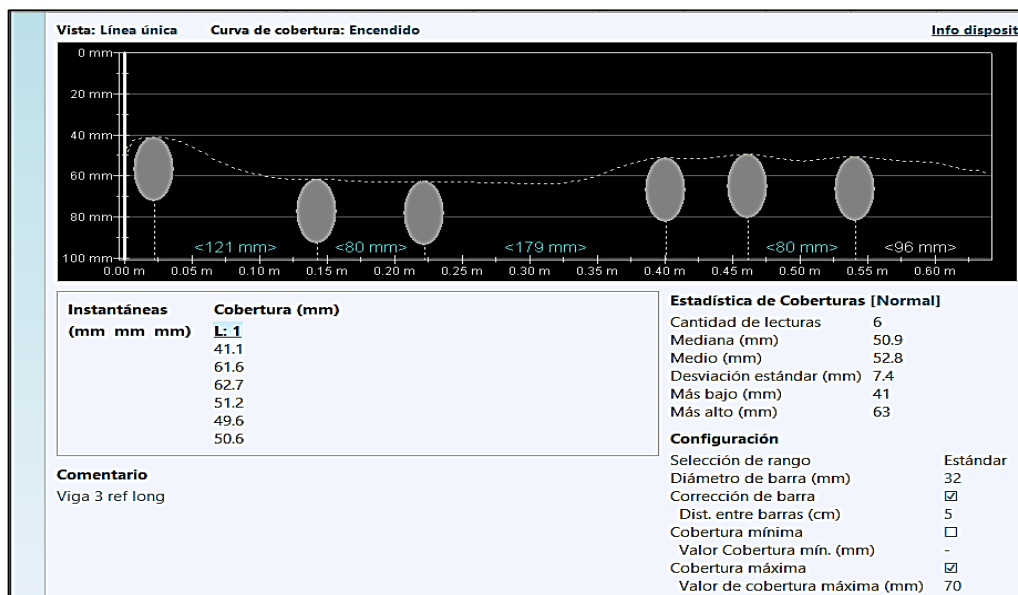 Vista: Línea única Curva de cobertura: Encendido Info disposit
0 mm
20 mm
40 mm
60 mm
80 mm
100 mm
<121 mm> <80 mm> <179 mm> <80 mm> <96 mm>
0.00 m 0.05 m 0.10 m 0.15 m 0.20 m 0.25 m 0.30 m 0.35 m 0.40 m 0.45 m 0.50 m 0.55 m 0.60 m
Instantáneas Cobertura (mm)
(mm mm mm) L: 1
41.1
61.6
62.7
51.2
49.6
50.6
Comentario
Viga 3 ref long
Estadística de Coberturas [Normal]
Cantidad de lecturas 6
Mediana (mm) 50.9
Medio (mm) 52.8
Desviación estándar (mm) 7.4
Más bajo (mm) 41
Más alto (mm) 63
Configuración
Selección de rango Estándar
Diámetro de barra (mm) 32
Corrección de barra ☑
Dist. entre barras (cm) 5
Cobertura mínima ☐
Valor Cobertura mín. (mm) -
Cobertura máxima ☑
Valor de cobertura máxima (mm) 70